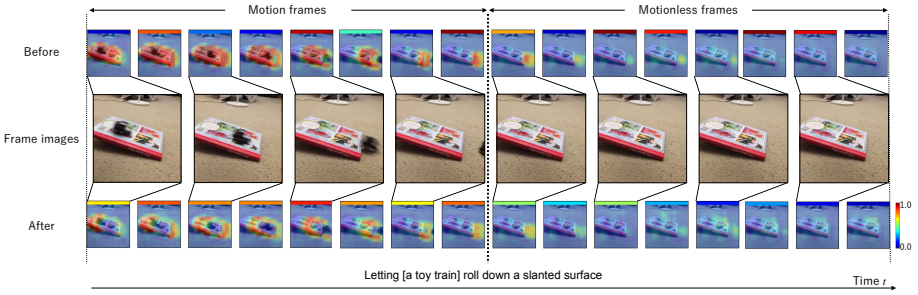 Motion frames
Motionless frames
Before
Frame images
After
1.0
0.0
Letting [a toy train] roll down a slanted surface
Time t